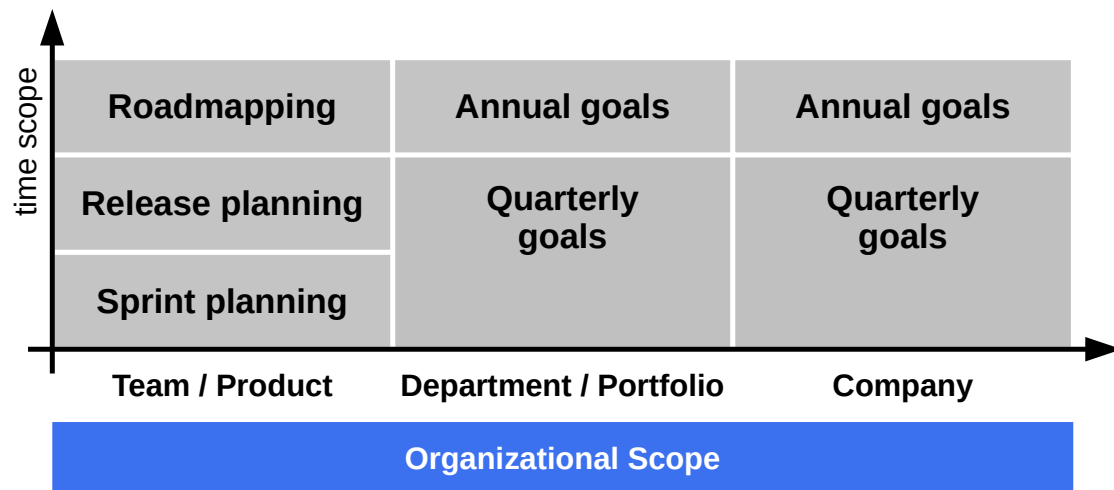 time scope
Roadmapping
Annual goals
Annual goals
Release planning
Quarterly
goals
Quarterly
goals
Sprint planning
Team / Product
Department / Portfolio
Company
Organizational Scope